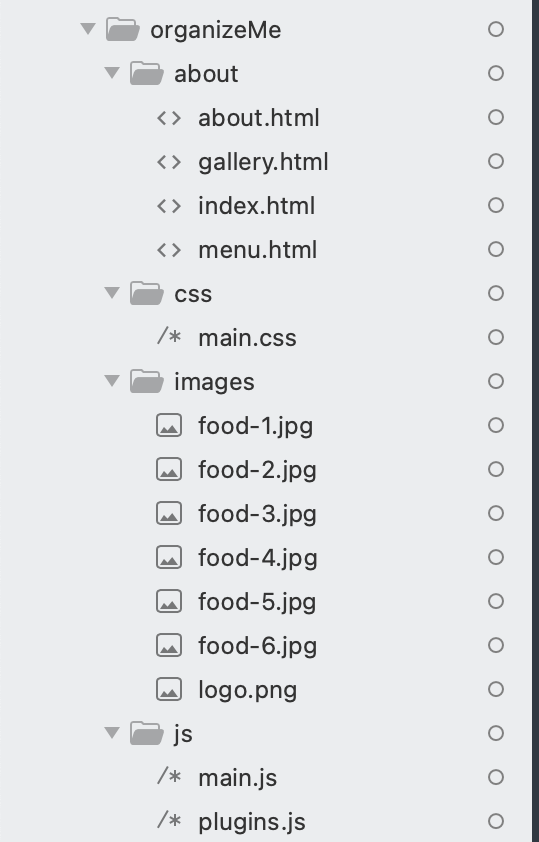 organizeMe
about
about.html
gallery.html
index.html
menu.html
css
main.css
images
food-1.jpg
food-2.jpg
food-3.jpg
food-4.jpg
food-5.jpg
food-6.jpg
logo.png
js
main.js
plugins.js